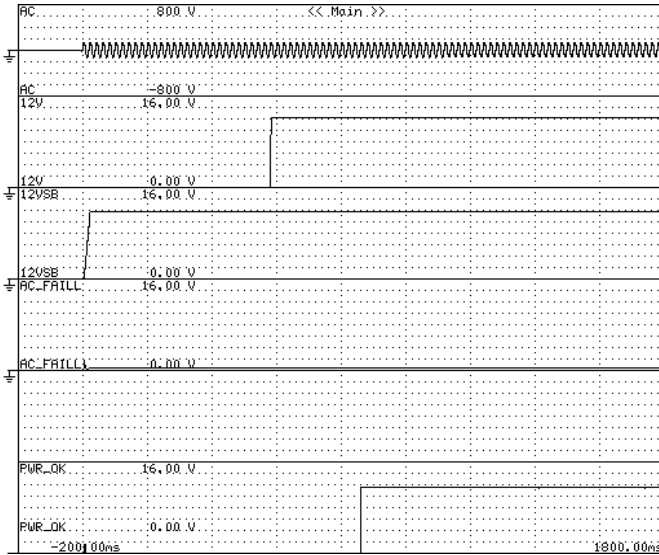 AC 800 V << Main >>
AC -800 V
12V 16.00 V
12V 0.00 V
12VSB 16.00 V
12VSB 0.00 V
AC_FAILL 16.00 V
AC_FAILL 0.00 V
PWR_OK 16.00 V
PWR_OK 0.00 V
-200.00ms 1800.00ms